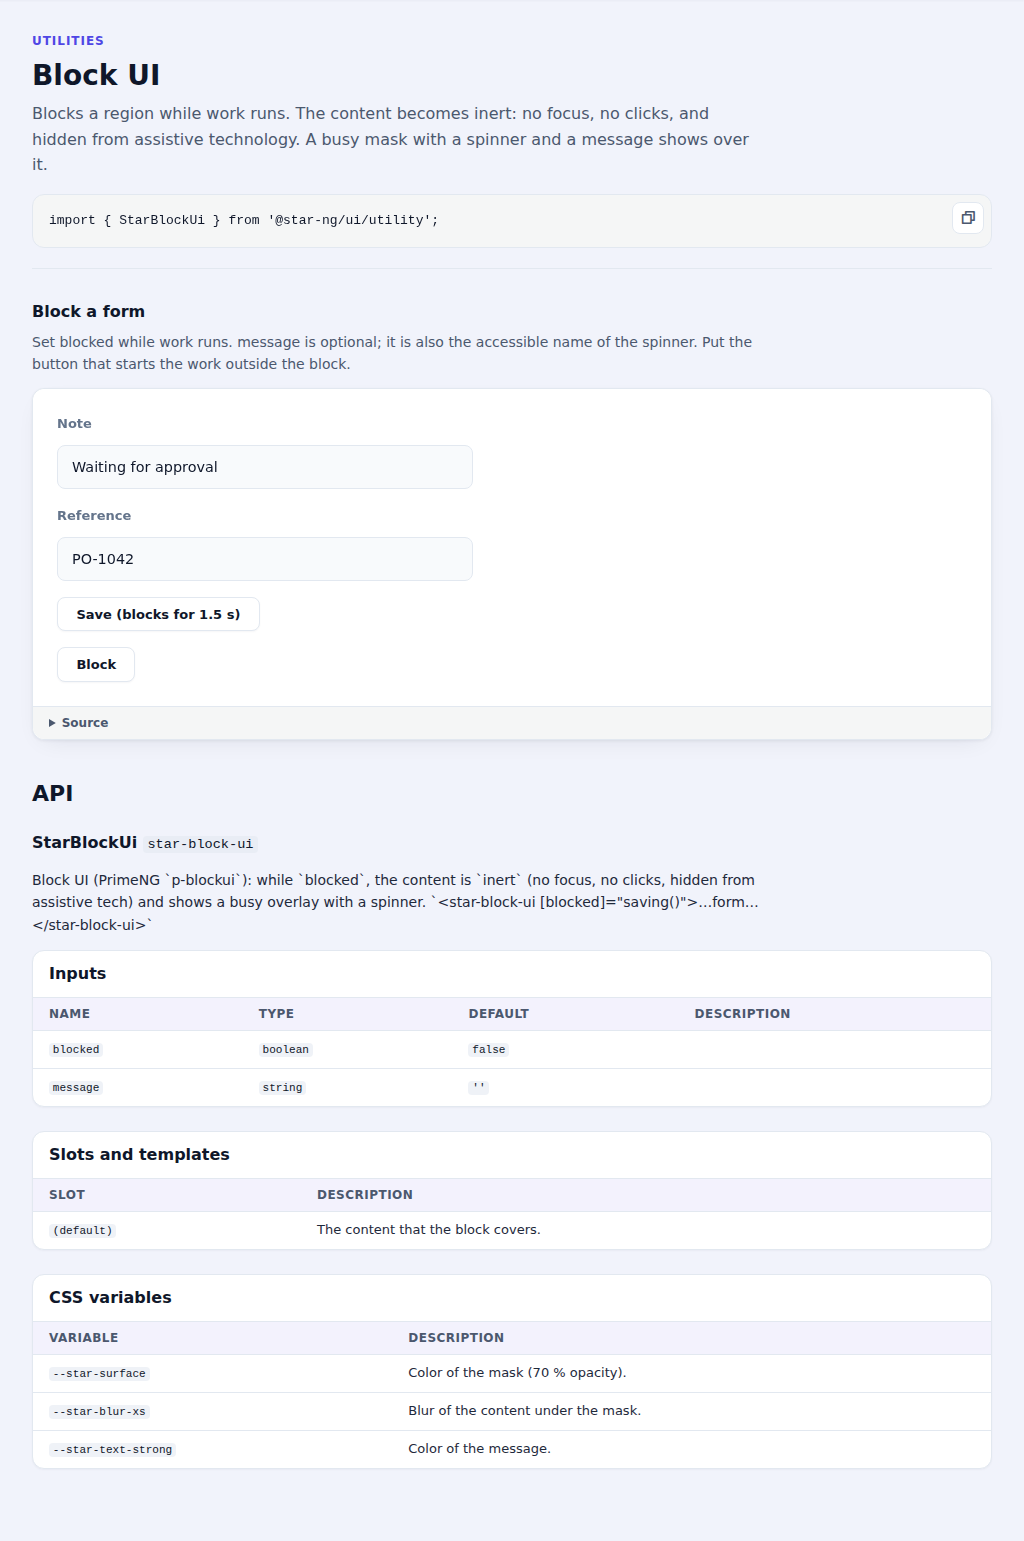 UTILITIES
Block UI
Blocks a region while work runs. The content becomes inert: no focus, no clicks, and
hidden from assistive technology. A busy mask with a spinner and a message shows over
it.
import { StarBlockUi } from '@star-ng/ui/utility';
Block a form
Set blocked while work runs. message is optional; it is also the accessible name of the spinner. Put the
button that starts the work outside the block.
Note
Waiting for approval
Reference
PO-1042
Save (blocks for 1.5 s)
Block
Source
API
StarBlockUi star-block-ui
Block UI (PrimeNG `p-blockui`): while `blocked`, the content is `inert` (no focus, no clicks, hidden from
assistive tech) and shows a busy overlay with a spinner. `<star-block-ui [blocked]="saving()">…form…
</star-block-ui>`
Inputs
NAME TYPE DEFAULT DESCRIPTION
blocked boolean false
message string ''
Slots and templates
SLOT DESCRIPTION
(default) The content that the block covers.
CSS variables
VARIABLE DESCRIPTION
--star-surface Color of the mask (70 % opacity).
--star-blur-xs Blur of the content under the mask.
--star-text-strong Color of the message.